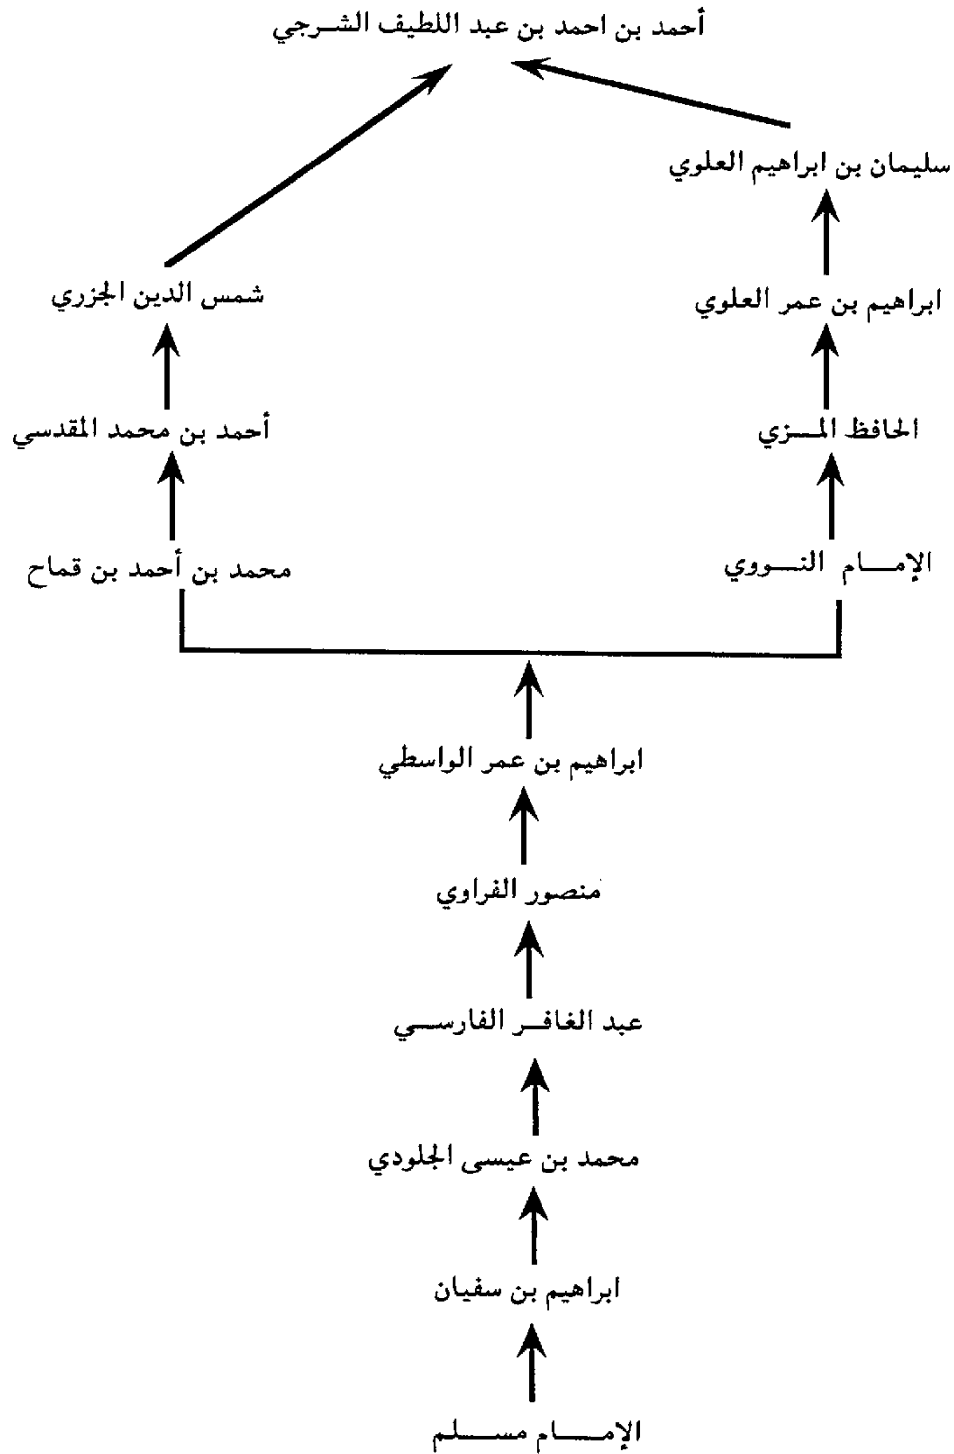 أحمد بن احمد بن عبد اللطيف الشرجي
سليمان بن ابراهيم العلوي
شمس الدين الجزري
ابراهيم بن عمر العلوي
أحمد بن محمد المقدسي
الحافظ المزي
محمد بن أحمد بن قماح
الإمام النووي
ابراهيم بن عمر الواسطي
منصور الفراوي
عبد الغافر الفارسي
محمد بن عيسى الجلودي
ابراهيم بن سفيان
الإمام مسلم